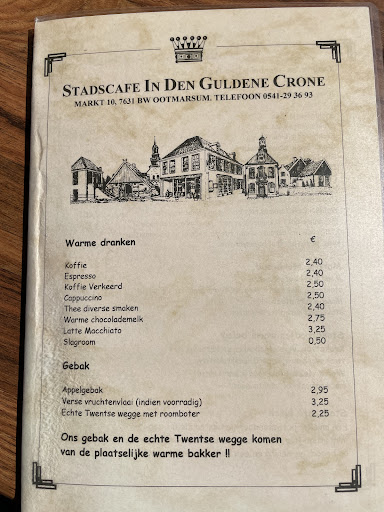 STADSCAFE IN DEN GULDENE CRONE
MARKT 10, 7631 BW OOTMARSUM, TELEFOON 0541-29 36 93
Warme dranken €
Koffie 2,40
Espresso 2,40
Koffie Verkeerd 2,50
Cappuccino 2,50
Thee diverse smaken 2,40
Warme chocolademelk 2,75
Latte Macchiato 3,25
Slagroom 0,50
Gebak
Appelgebak 2,95
Verse vruchtenvlaai (indien voorradig) 3,25
Echte Twentse wegge met roomboter 2,25
Ons gebak en de echte Twentse wegge komen
van de plaatselijke warme bakker !!